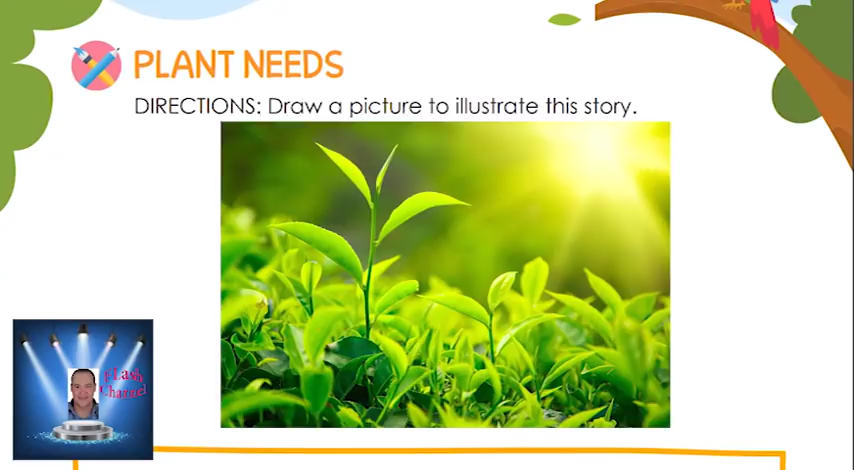 PLANT NEEDS
DIRECTIONS: Draw a picture to illustrate this story.
FLash
Channel